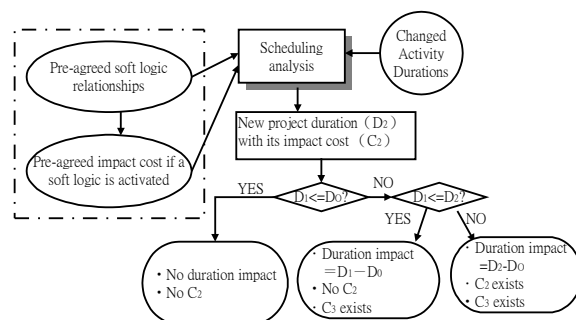 Scheduling
analysis
Changed
Activity
Durations
Pre-agreed soft logic
relationships
Pre-agreed impact cost if a
soft logic is activated
New project duration（D2）
with its impact cost（C2）
YES
D1<=D0?
NO
D1<=D2?
YES
NO
• No duration impact
• No C2
· Duration impact
＝D1－D0
· No C2
· C3 exists
· Duration impact
=D2-DO
· C2 exists
· C3 exists